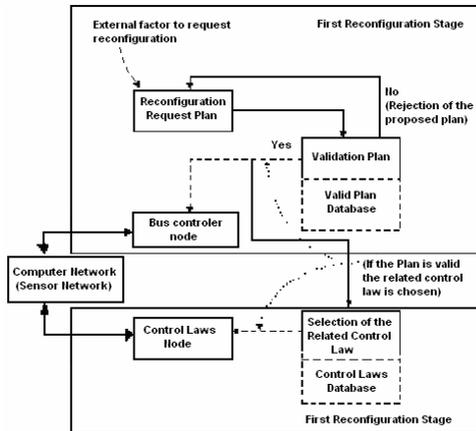 External factor to request
reconfiguration
First Reconfiguration Stage
No
(Rejection of the
proposed plan)
Reconfiguration
Request Plan
Yes
Validation Plan
Valid Plan
Database
Bus controler
node
Computer Network
(Sensor Network)
(If the Plan is valid
the related control
law is chosen)
Control Laws
Node
Selection of the
Related Control
Law
Control Laws
Database
First Reconfiguration Stage